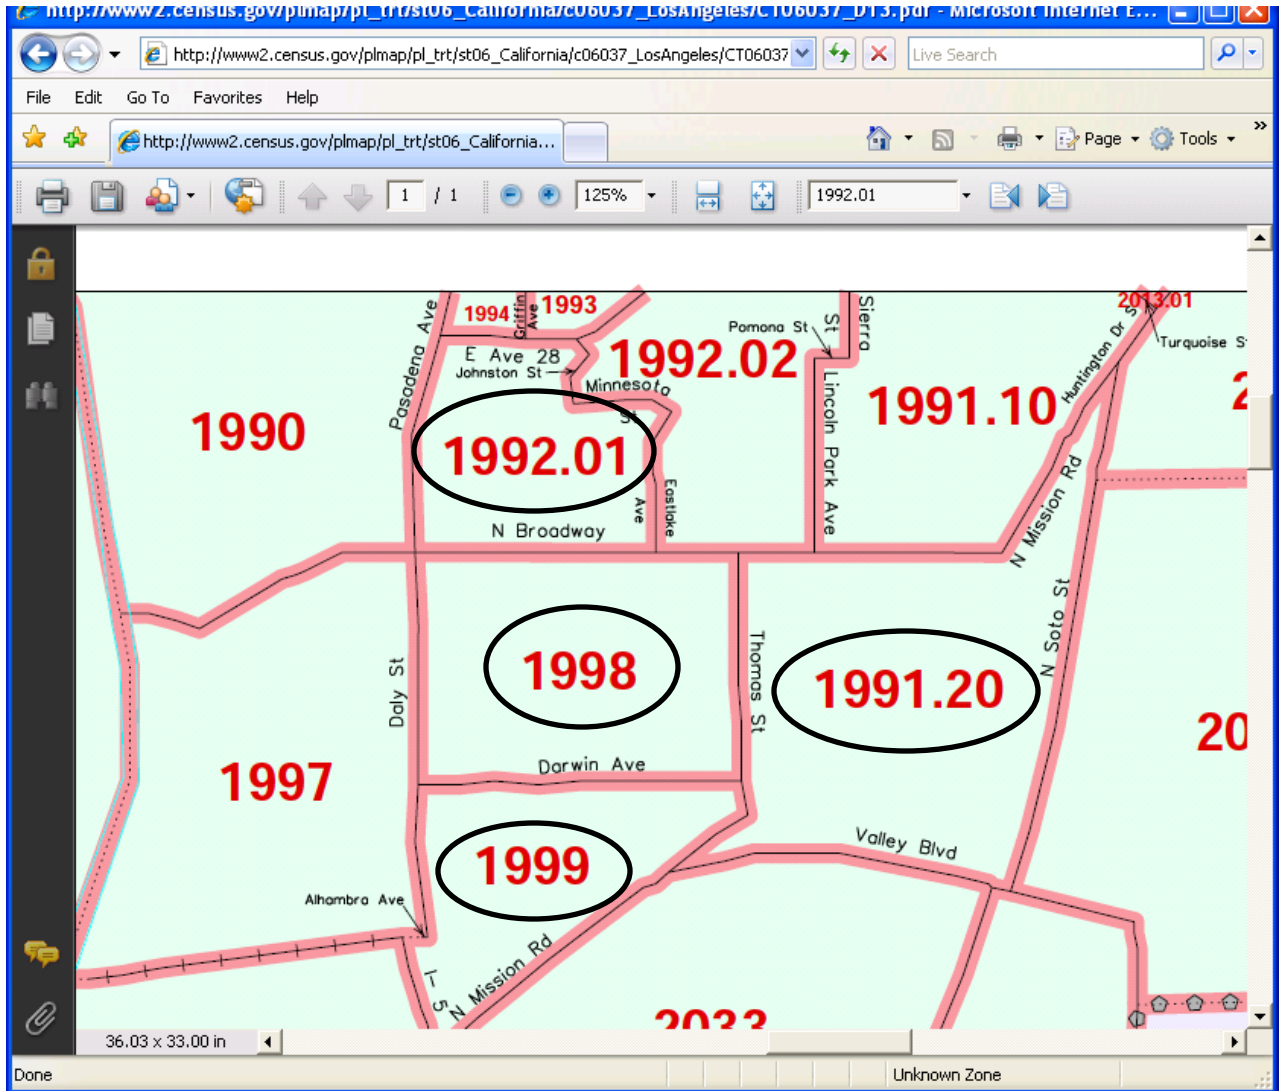 http://www2.census.gov/plmap/pl_trt/st06_California/c06037_LosAngeles/CT06037_D13.pdf - Microsoft Internet E...
http://www2.census.gov/plmap/pl_trt/st06_California/c06037_LosAngeles/CT06037
Live Search
File Edit Go To Favorites Help
http://www2.census.gov/plmap/pl_trt/st06_California...
Page Tools »
1 / 1 125% 1992.01
1994
Griffin Ave
1993
2013.01
Pasadena Ave
E Ave 28
Johnston St
Minnesota St
1992.02
Pomona St
Sierra St
Lincoln Park Ave
1991.10
Huntington Dr S
Turquoise S
1990
1992.01
Eastlake Ave
N Mission Rd
N Broadway
Daly St
1998
Thomas St
1991.20
N Soto St
20
1997
Darwin Ave
1999
Valley Blvd
Alhambra Ave
I-5
N Mission Rd
2033
36.03 x 33.00 in
Done
Unknown Zone